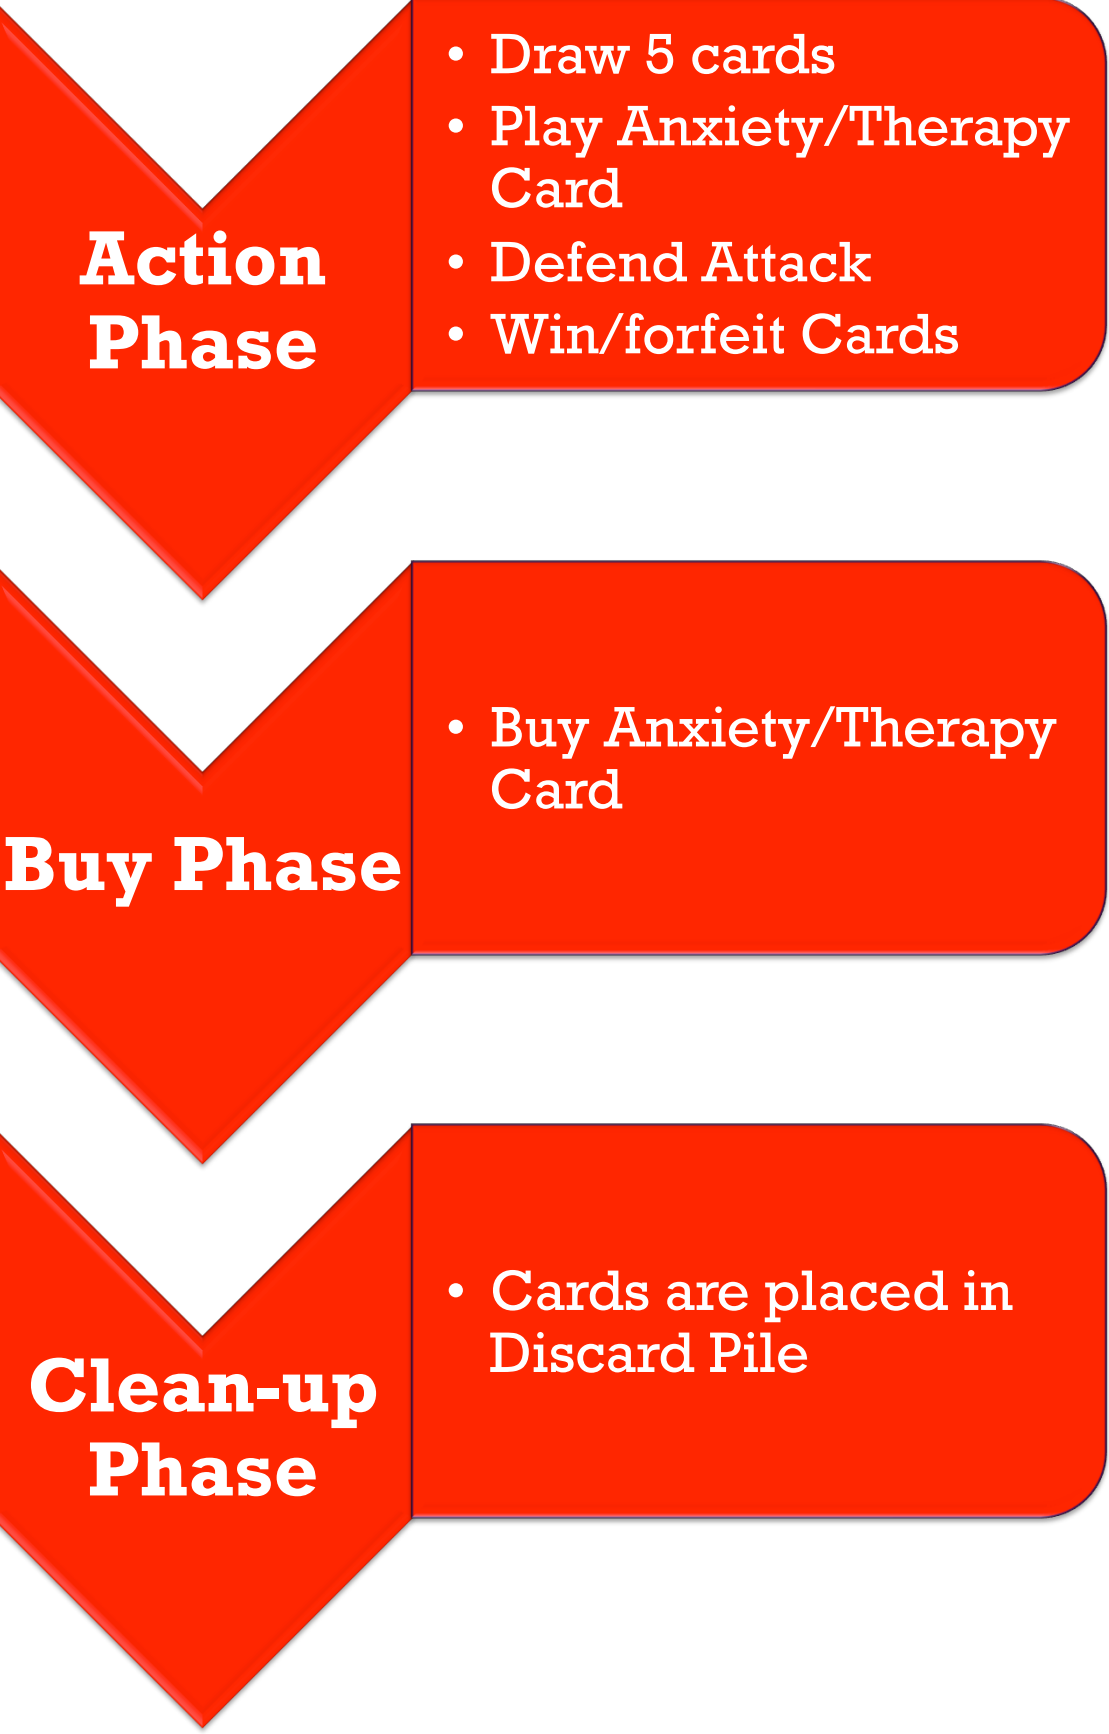 Action
Phase
• Draw 5 cards
• Play Anxiety/Therapy
Card
• Defend Attack
• Win/forfeit Cards
Buy Phase
• Buy Anxiety/Therapy
Card
Clean-up
Phase
• Cards are placed in
Discard Pile